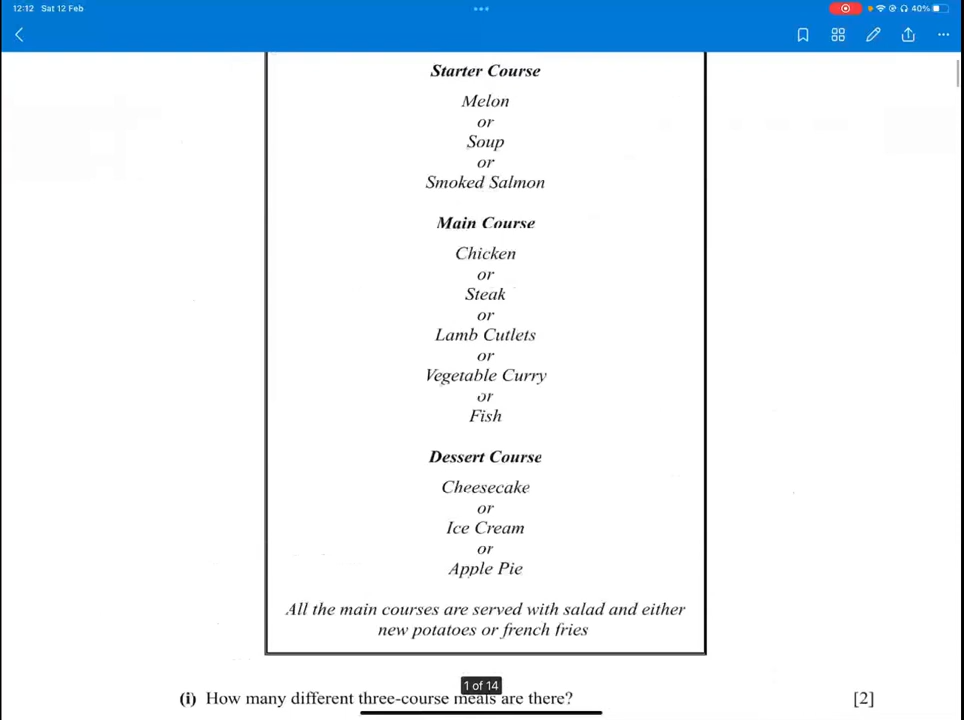 12:12 Sat 12 Feb
40%
Starter Course
Melon
or
Soup
or
Smoked Salmon
Main Course
Chicken
or
Steak
or
Lamb Cutlets
or
Vegetable Curry
or
Fish
Dessert Course
Cheesecake
or
Ice Cream
or
Apple Pie
All the main courses are served with salad and either
new potatoes or french fries
1 of 14
(i) How many different three-course meals are there? [2]